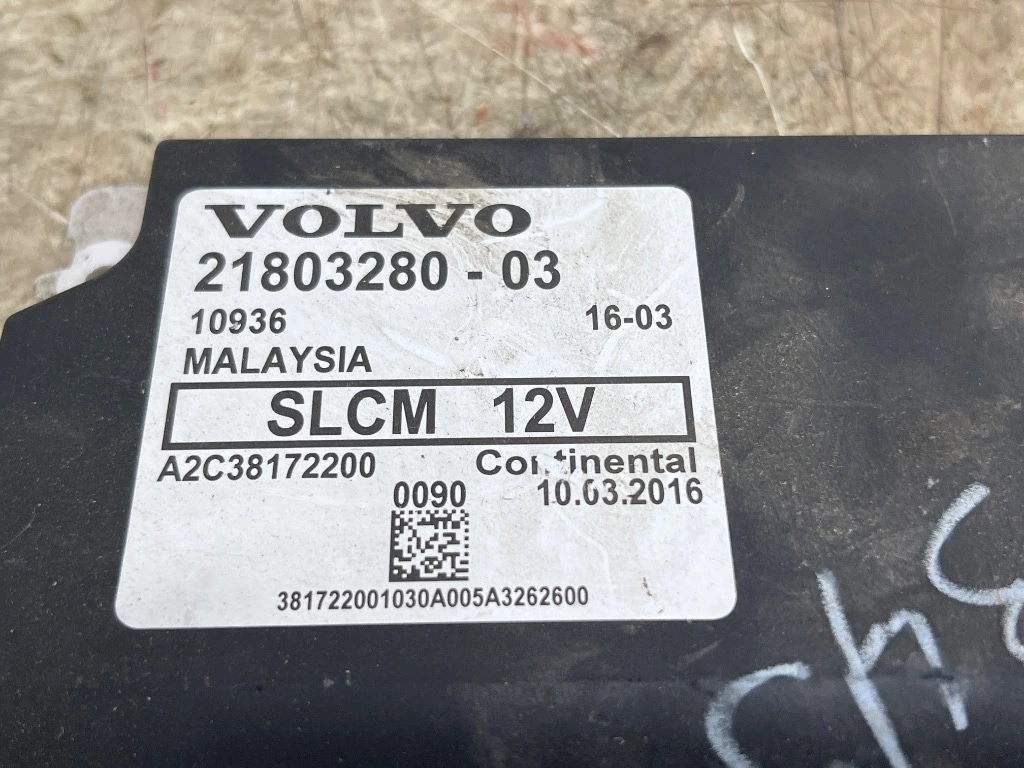 VOLVO
21803280 - 03
10936 16-03
MALAYSIA
SLCM 12V
A2C38172200 Continental
0090 10.03.2016
381722001030A005A3262600